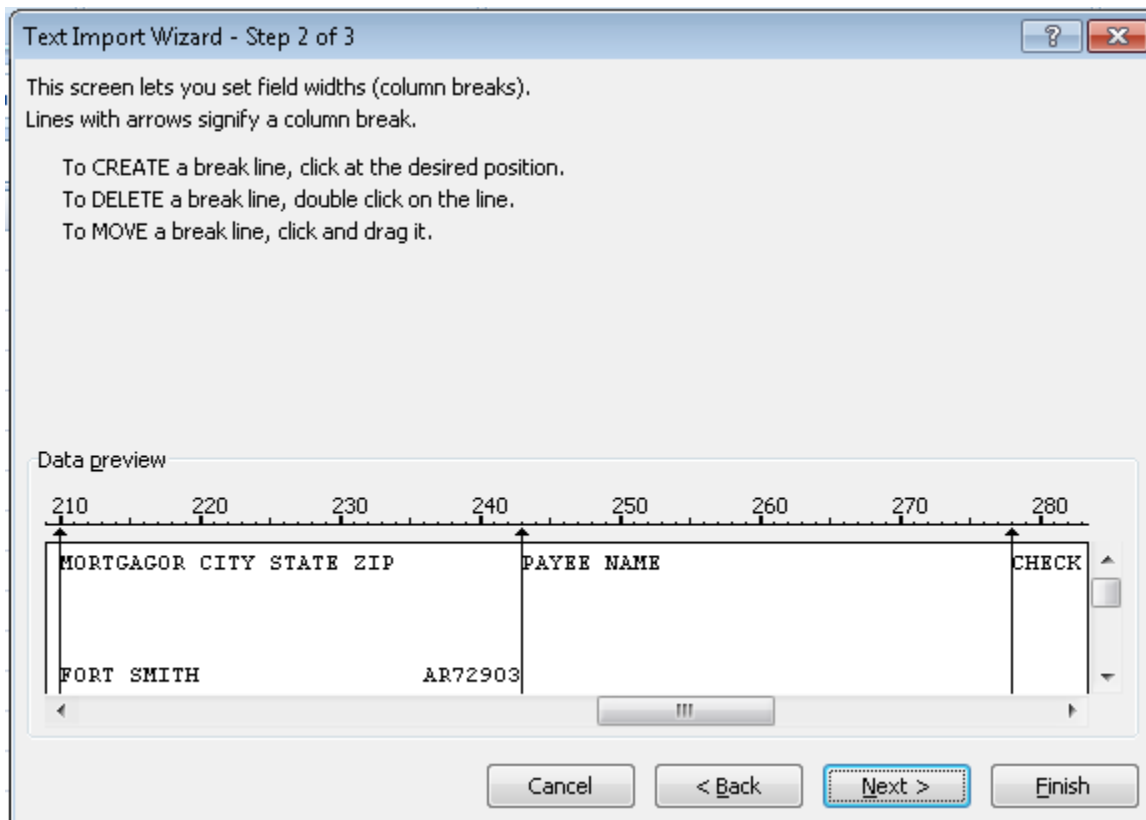 Text Import Wizard - Step 2 of 3
This screen lets you set field widths (column breaks).
Lines with arrows signify a column break.
To CREATE a break line, click at the desired position.
To DELETE a break line, double click on the line.
To MOVE a break line, click and drag it.
Data preview
210 220 230 240 250 260 270 280
MORTGAGOR CITY STATE ZIP PAYEE NAME CHECK
FORT SMITH AR72903
Cancel < Back Next > Finish